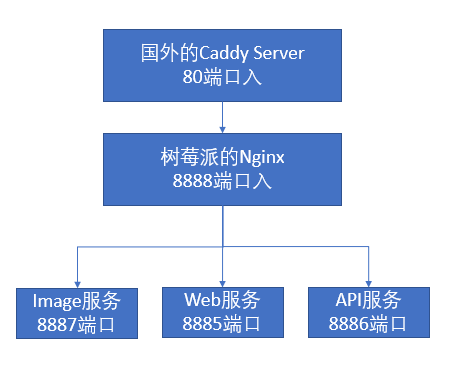 国外的Caddy Server
80端口入
树莓派的Nginx
8888端口入
Image服务
8887端口
Web服务
8885端口
API服务
8886端口